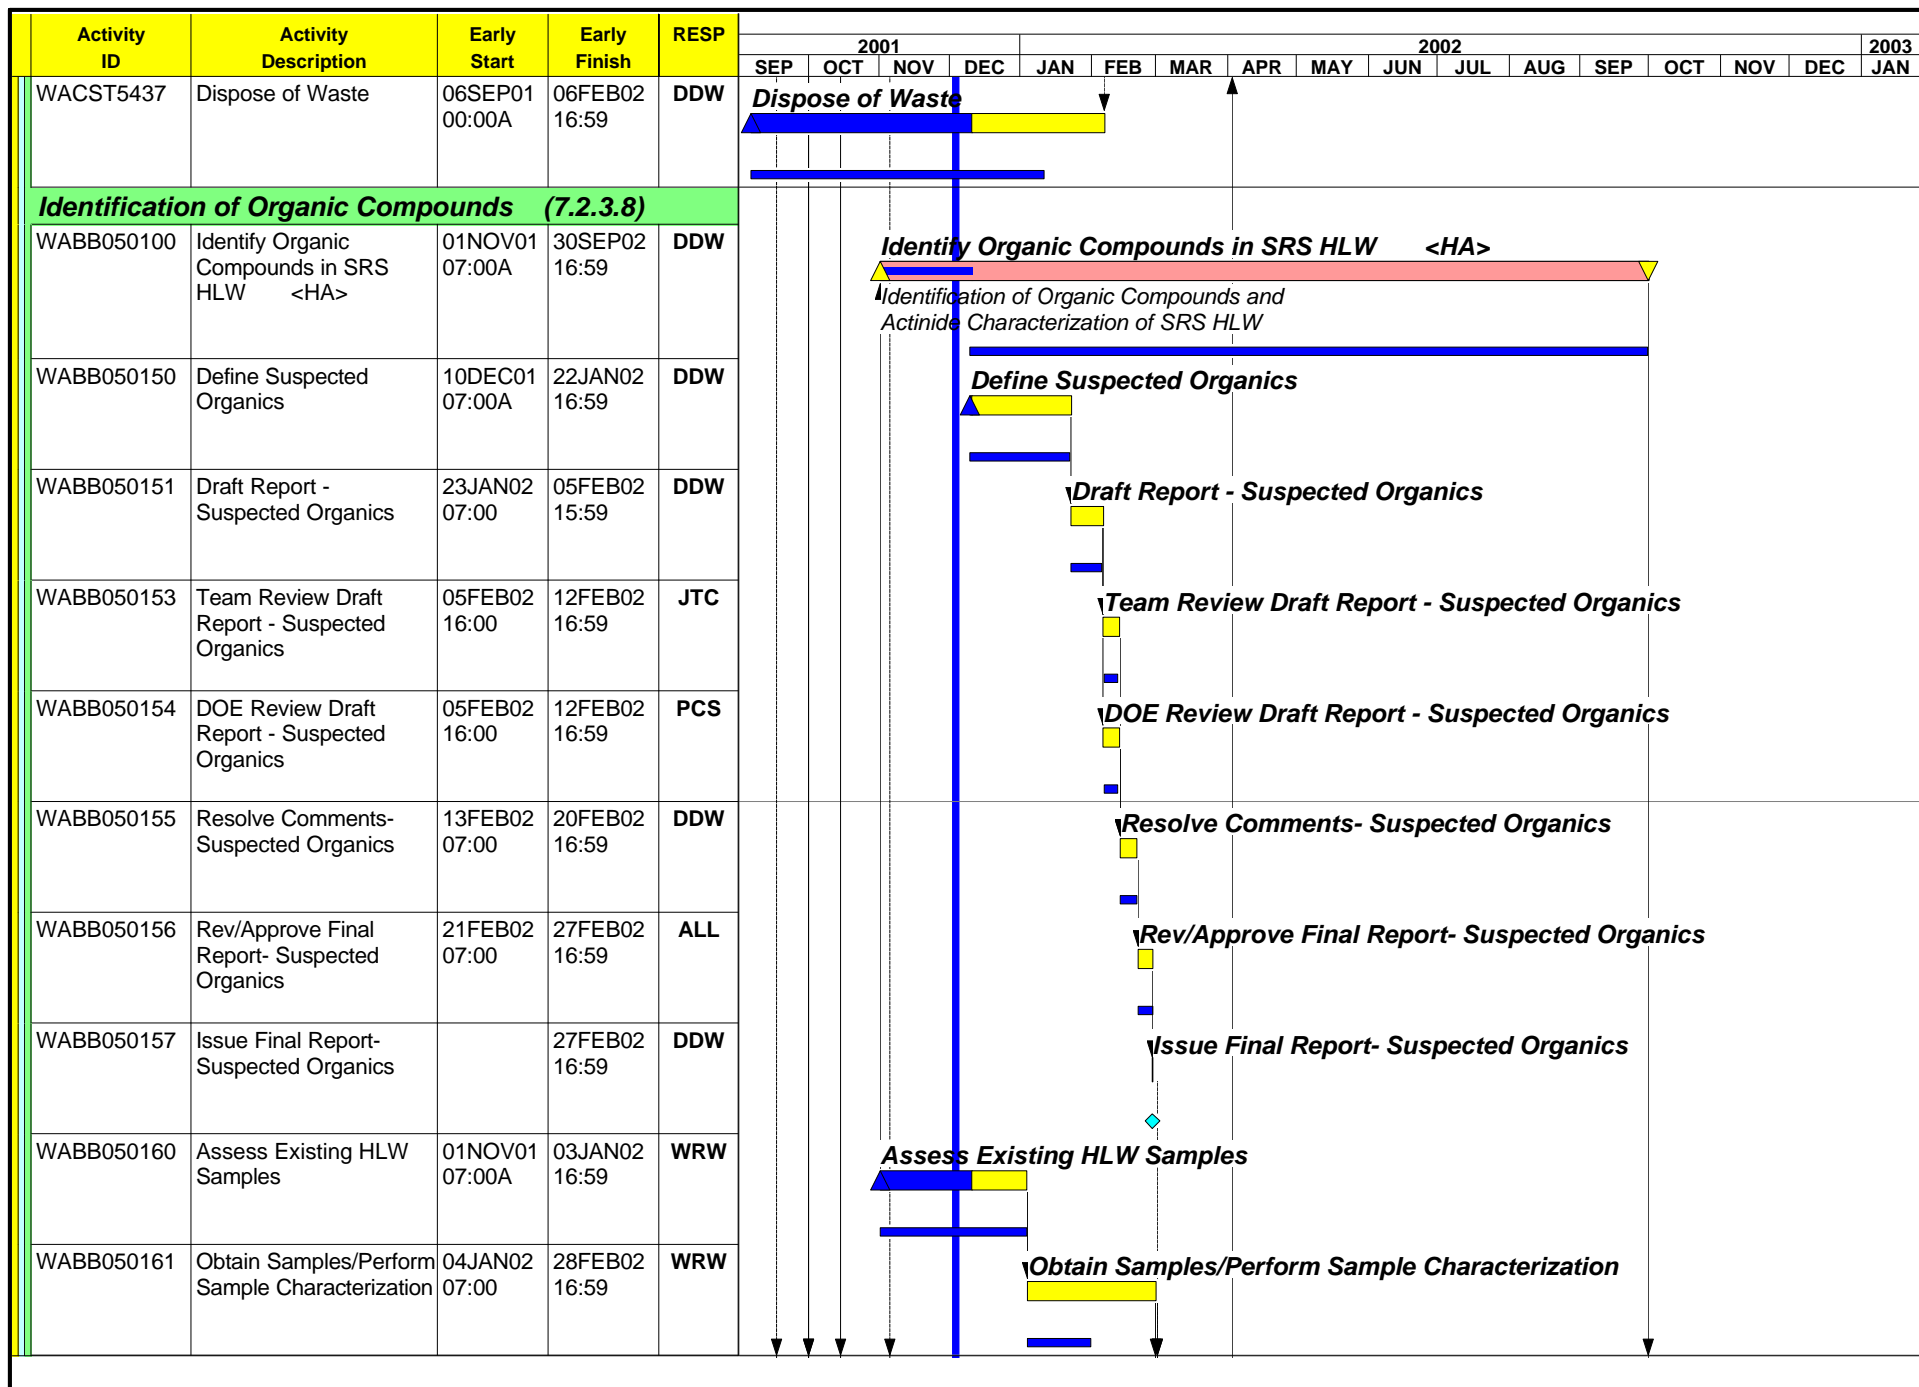 Activity Activity Early Early RESP
ID Description Start Finish
2001 2002 2003
SEP OCT NOV DEC JAN FEB MAR APR MAY JUN JUL AUG SEP OCT NOV DEC JAN
WACST5437 Dispose of Waste 06SEP01 06FEB02 DDW
00:00A 16:59
Dispose of Waste
Identification of Organic Compounds (7.2.3.8)
WABB050100 Identify Organic 01NOV01 30SEP02 DDW
Compounds in SRS 07:00A 16:59
HLW <HA>
Identify Organic Compounds in SRS HLW <HA>
Identification of Organic Compounds and
Actinide Characterization of SRS HLW
WABB050150 Define Suspected 10DEC01 22JAN02 DDW
Organics 07:00A 16:59
Define Suspected Organics
WABB050151 Draft Report - 23JAN02 05FEB02 DDW
Suspected Organics 07:00 15:59
Draft Report - Suspected Organics
WABB050153 Team Review Draft 05FEB02 12FEB02 JTC
Report - Suspected 16:00 16:59
Organics
Team Review Draft Report - Suspected Organics
WABB050154 DOE Review Draft 05FEB02 12FEB02 PCS
Report - Suspected 16:00 16:59
Organics
DOE Review Draft Report - Suspected Organics
WABB050155 Resolve Comments- 13FEB02 20FEB02 DDW
Suspected Organics 07:00 16:59
Resolve Comments- Suspected Organics
WABB050156 Rev/Approve Final 21FEB02 27FEB02 ALL
Report- Suspected 07:00 16:59
Organics
Rev/Approve Final Report- Suspected Organics
WABB050157 Issue Final Report- 27FEB02 DDW
Suspected Organics 16:59
Issue Final Report- Suspected Organics
WABB050160 Assess Existing HLW 01NOV01 03JAN02 WRW
Samples 07:00A 16:59
Assess Existing HLW Samples
WABB050161 Obtain Samples/Perform 04JAN02 28FEB02 WRW
Sample Characterization 07:00 16:59
Obtain Samples/Perform Sample Characterization